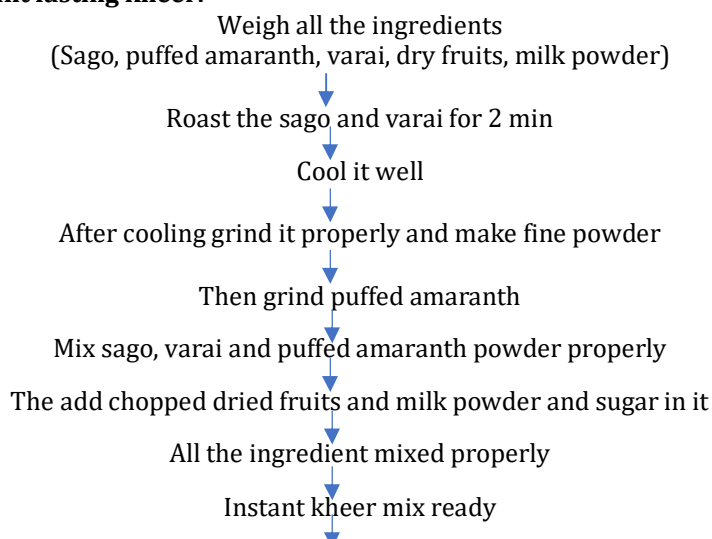 Weigh all the ingredients
(Sago, puffed amaranth, varai, dry fruits, milk powder)
Roast the sago and varai for 2 min
Cool it well
After cooling grind it properly and make fine powder
Then grind puffed amaranth
Mix sago, varai and puffed amaranth powder properly
The add chopped dried fruits and milk powder and sugar in it
All the ingredient mixed properly
Instant kheer mix ready